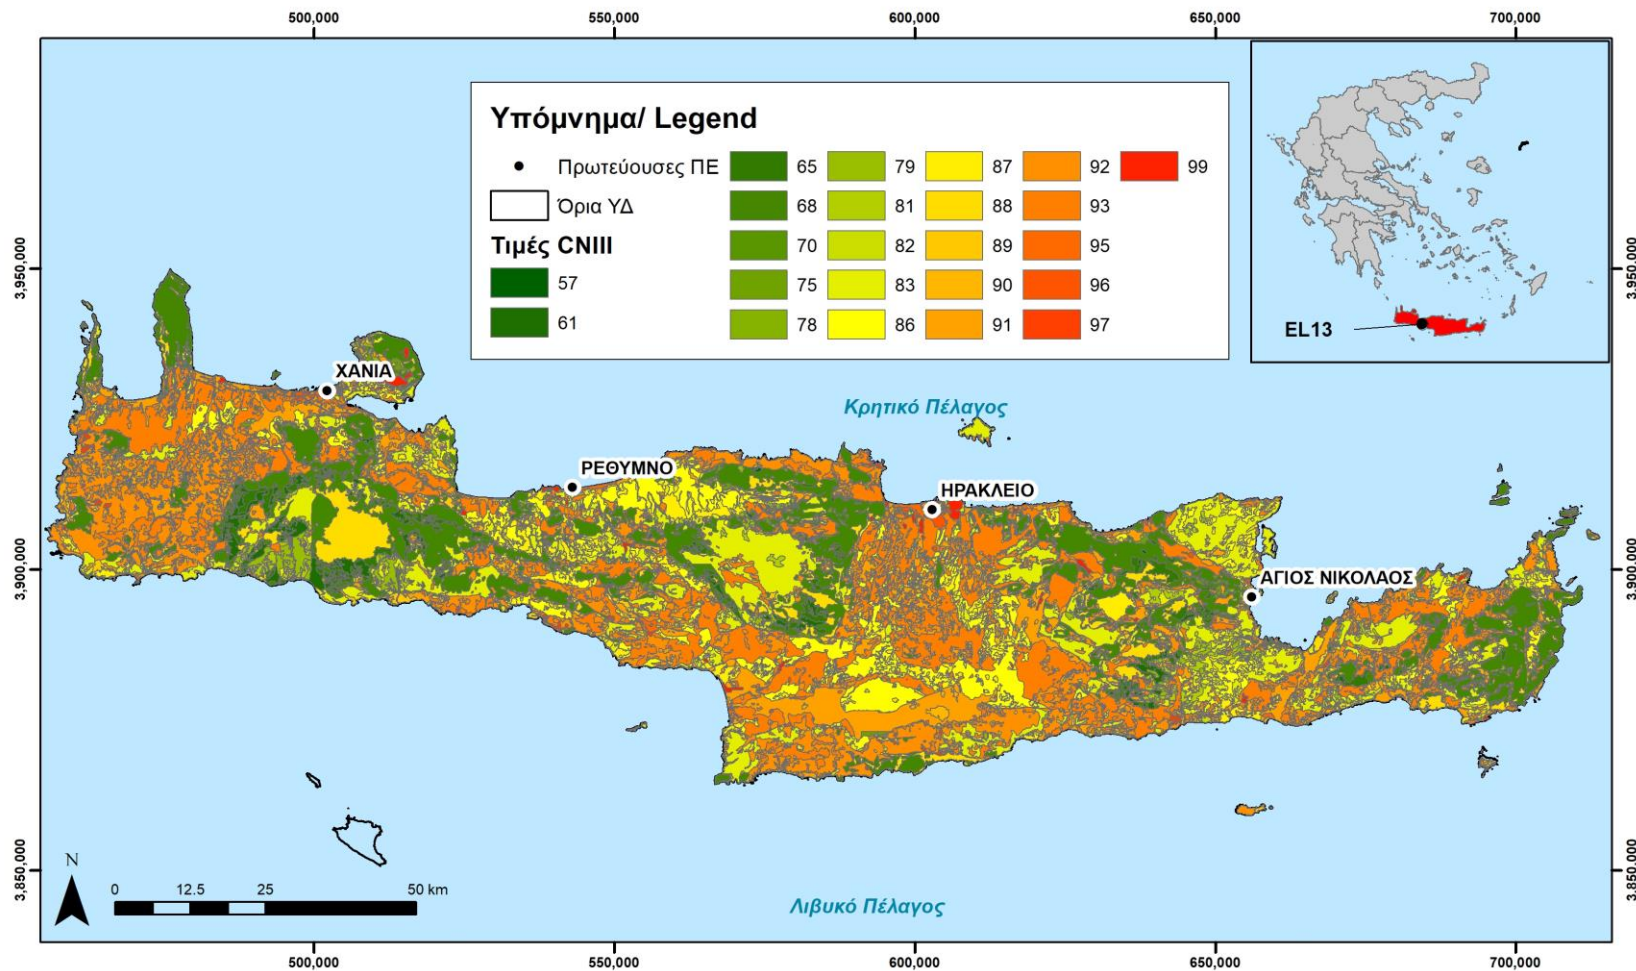 500,000 550,000 600,000 650,000 700,000
Υπόμνημα/ Legend
Πρωτεύουσες ΠΕ
Όρια ΥΔ
Τιμές CNIII
57
61
65
68
70
75
78
79
81
82
83
86
87
88
89
90
91
92
93
95
96
97
99
EL13
3,950,000 3,950,000
ΧΑΝΙΑ
Κρητικό Πέλαγος
ΡΕΘΥΜΝΟ
ΗΡΑΚΛΕΙΟ
3,900,000 3,900,000
ΑΓΙΟΣ ΝΙΚΟΛΑΟΣ
3,850,000 3,850,000
N
0 12.5 25 50 km
Λιβυκό Πέλαγος
500,000 550,000 600,000 650,000 700,000